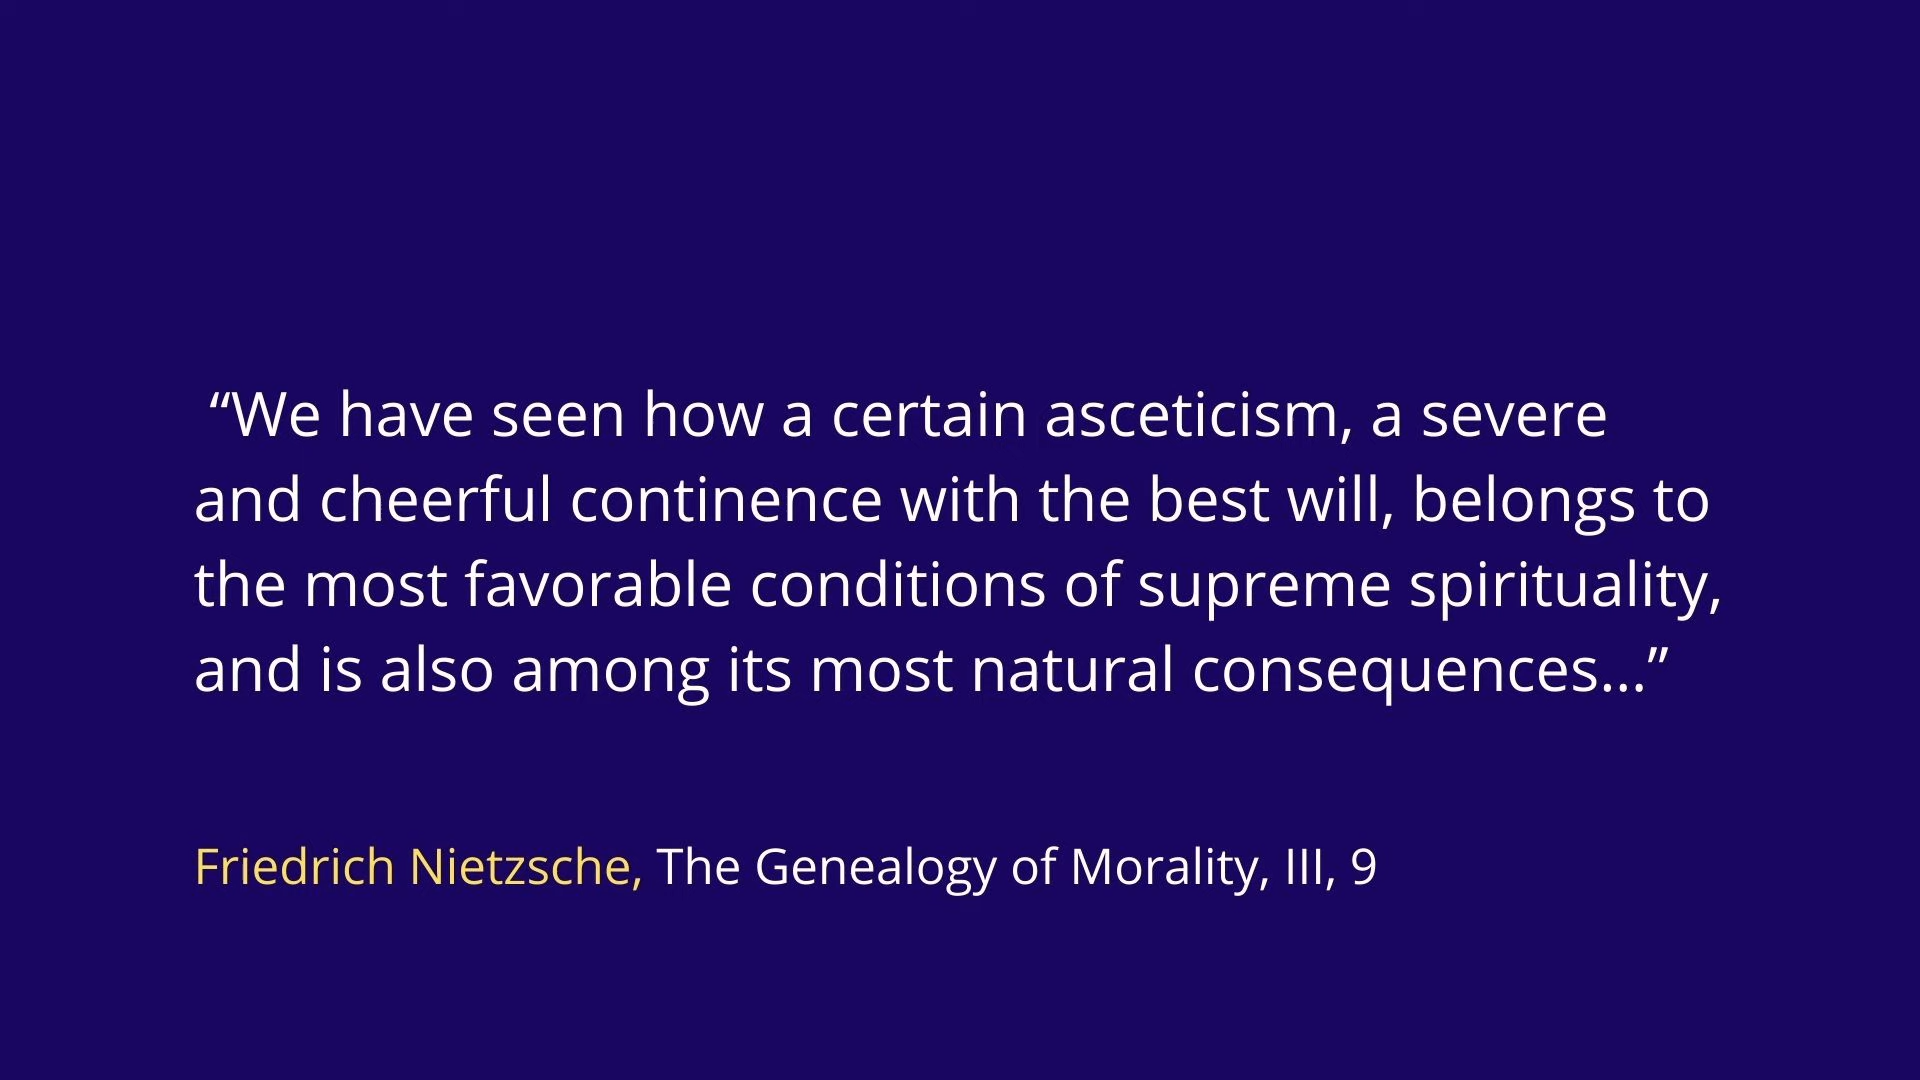 “We have seen how a certain asceticism, a severe
and cheerful continence with the best will, belongs to
the most favorable conditions of supreme spirituality,
and is also among its most natural consequences...”
Friedrich Nietzsche, The Genealogy of Morality, III, 9